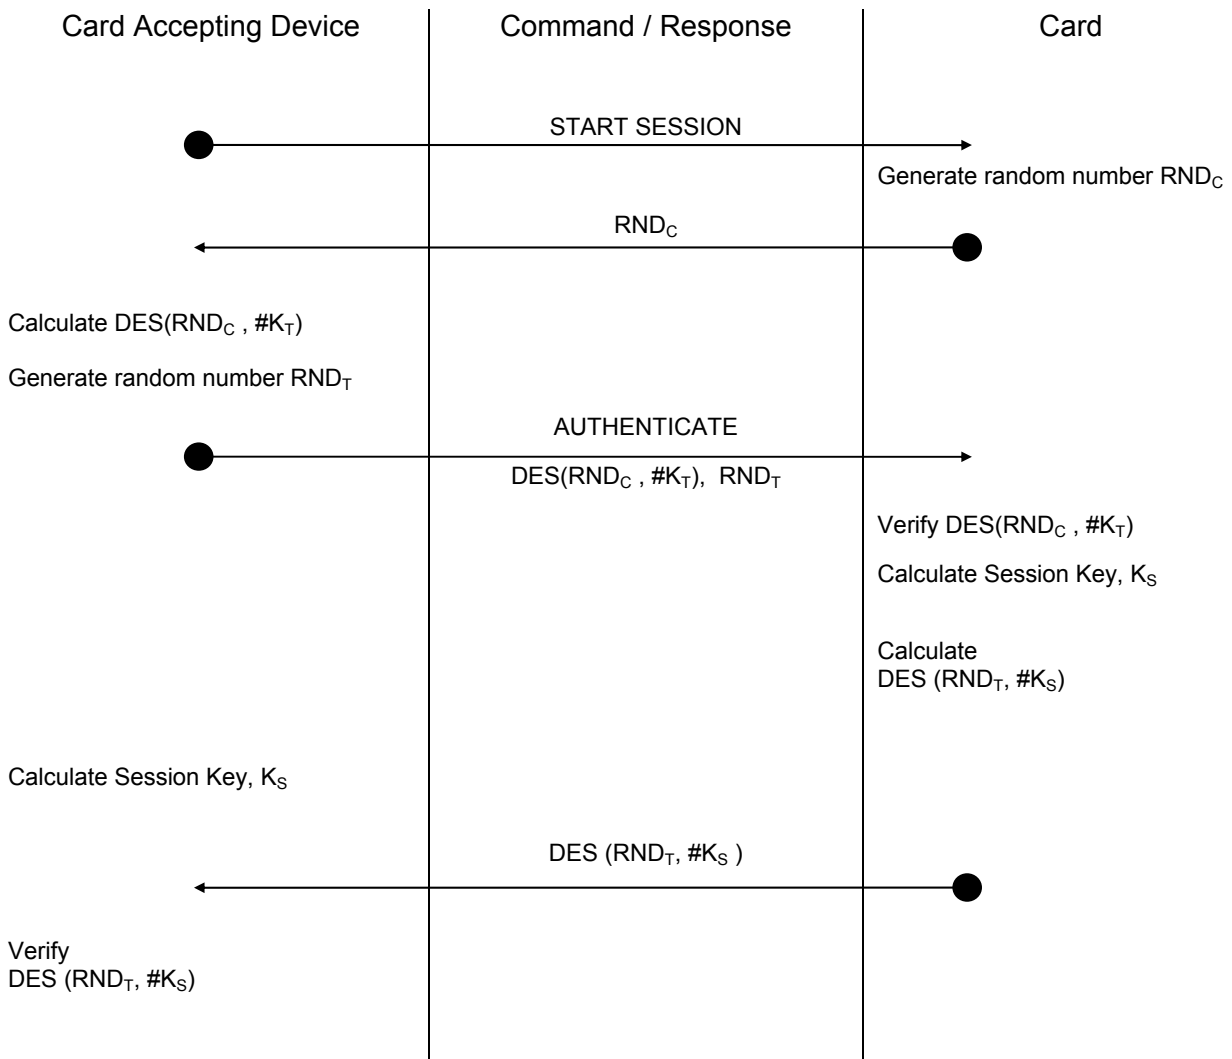 Card Accepting Device
Command / Response
Card
START SESSION
Generate random number RND_C
RND_C
Calculate DES(RND_C , #K_T)
Generate random number RND_T
AUTHENTICATE
DES(RND_C , #K_T), RND_T
Verify DES(RND_C , #K_T)
Calculate Session Key, K_S
Calculate
DES (RND_T, #K_S)
Calculate Session Key, K_S
DES (RND_T, #K_S )
Verify
DES (RND_T, #K_S)